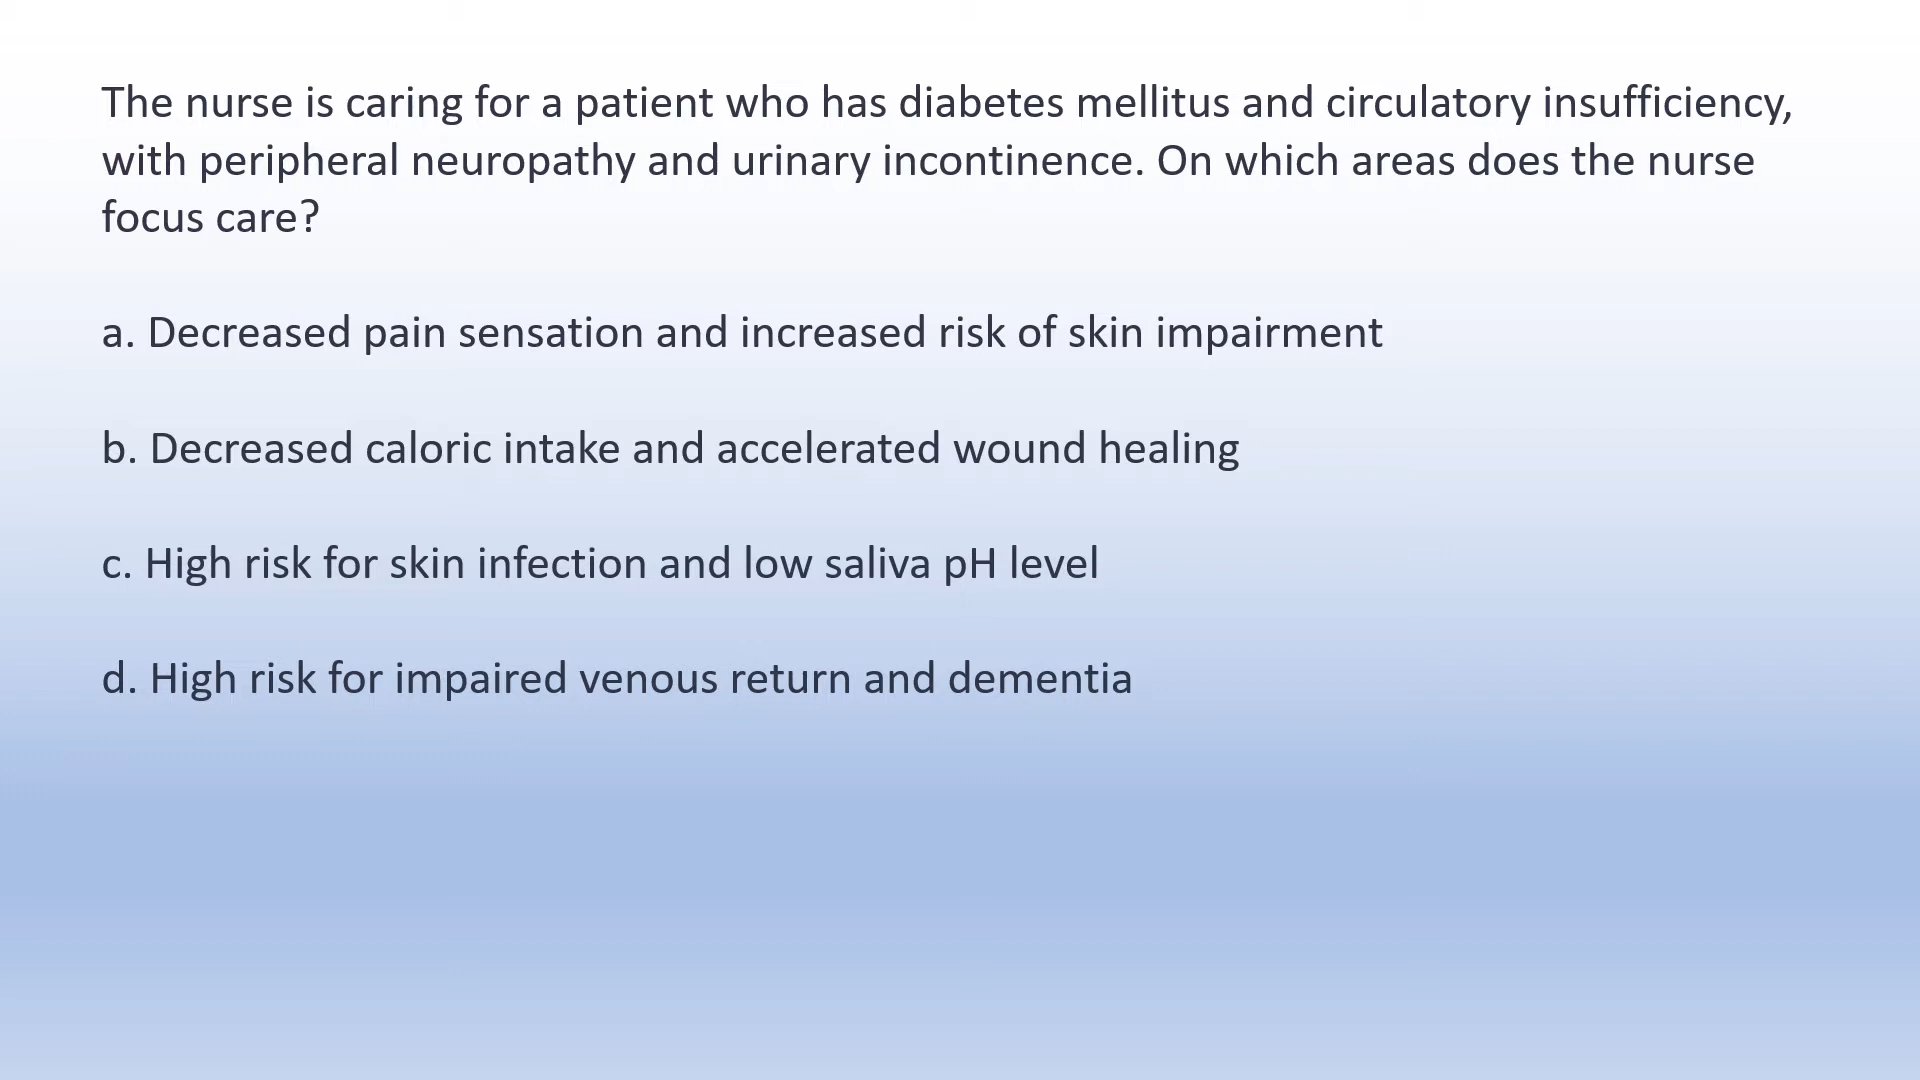 The nurse is caring for a patient who has diabetes mellitus and circulatory insufficiency,
with peripheral neuropathy and urinary incontinence. On which areas does the nurse
focus care?
a. Decreased pain sensation and increased risk of skin impairment
b. Decreased caloric intake and accelerated wound healing
c. High risk for skin infection and low saliva pH level
d. High risk for impaired venous return and dementia